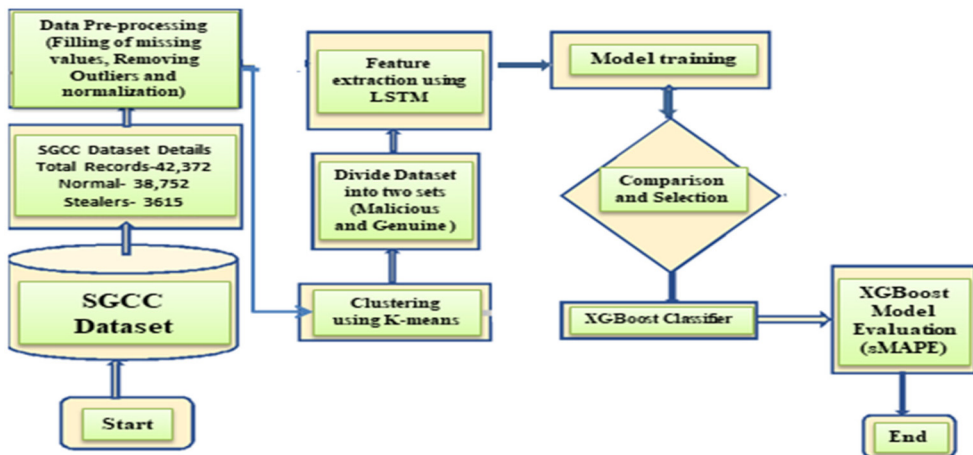 Data Pre-processing
(Filling of missing
values, Removing
Outliers and
normalization)
SGCC Dataset Details
Total Records-42,372
Normal- 38,752
Stealers- 3615
SGCC
Dataset
Start
Feature
extraction using
LSTM
Divide Dataset
into two sets
(Malicious
and Genuine)
Clustering
using K-means
Model training
Comparison
and Selection
XGBoost Classifier
XGBoost
Model
Evaluation
(sMAPE)
End